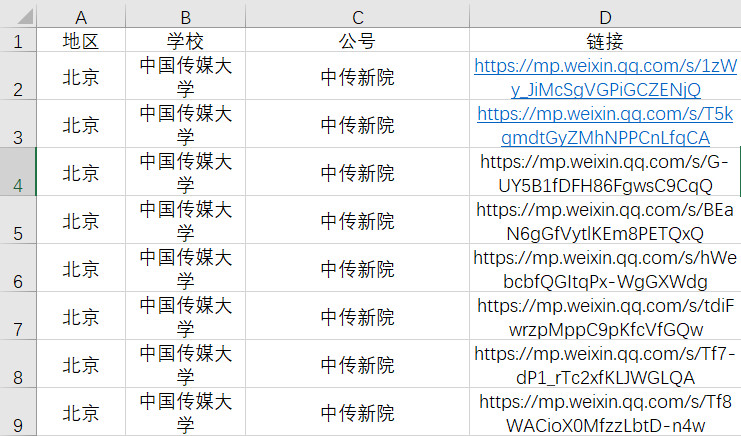 A B C D
1 地区 学校 公号 链接
2 北京 中国传媒大学 中传新院 https://mp.weixin.qq.com/s/1zWy_JiMcSgVGPiGCZENjQ
3 北京 中国传媒大学 中传新院 https://mp.weixin.qq.com/s/T5kqmdtGyZMhNPPCnLfqCA
4 北京 中国传媒大学 中传新院 https://mp.weixin.qq.com/s/G-UY5B1fDFH86FgwsC9CqQ
5 北京 中国传媒大学 中传新院 https://mp.weixin.qq.com/s/BEaN6gGfVytlKEm8PETQxQ
6 北京 中国传媒大学 中传新院 https://mp.weixin.qq.com/s/hWebcbfQGItqPx-WgGXWdg
7 北京 中国传媒大学 中传新院 https://mp.weixin.qq.com/s/tdiFwrzpMppC9pKfcVfGQw
8 北京 中国传媒大学 中传新院 https://mp.weixin.qq.com/s/Tf7-dP1_rTc2xfKLJWGLQA
9 北京 中国传媒大学 中传新院 https://mp.weixin.qq.com/s/Tf8WACioX0MfzzLbtD-n4w